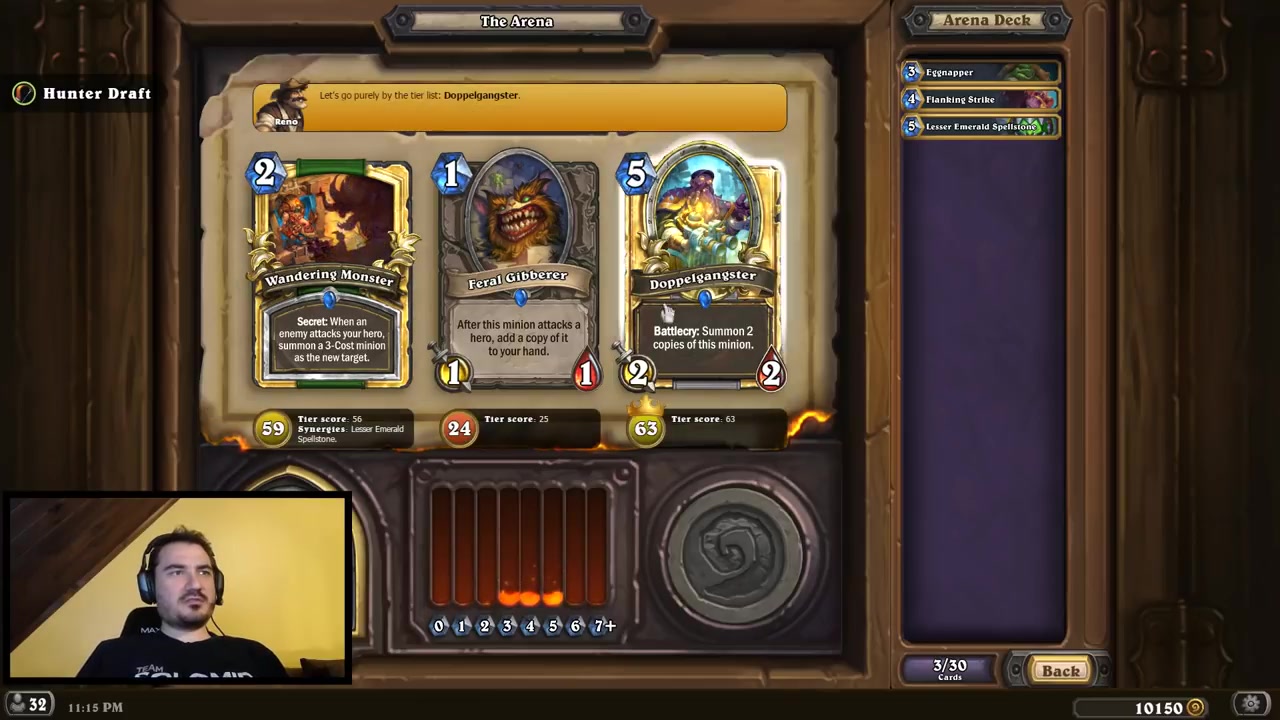 The Arena
Arena Deck
Hunter Draft
Let's go purely by the tier list: Doppelgangster.
Reno
3 Eggnapper
4 Flanking Strike
5 Lesser Emerald Spellstone
2
Wandering Monster
Secret: When an
enemy attacks your hero,
summon a 3-Cost minion
as the new target.
1
Feral Gibberer
After this minion attacks a
hero, add a copy of it
to your hand.
1
1
5
Doppelgangster
Battlecry: Summon 2
copies of this minion.
2
2
59
Tier score: 56
Synergies: Lesser Emerald
Spellstone.
24
Tier score: 25
63
Tier score: 63
0 1 2 3 4 5 6 7+
TEAM
3/30
Cards
Back
32
11:15 PM
10150